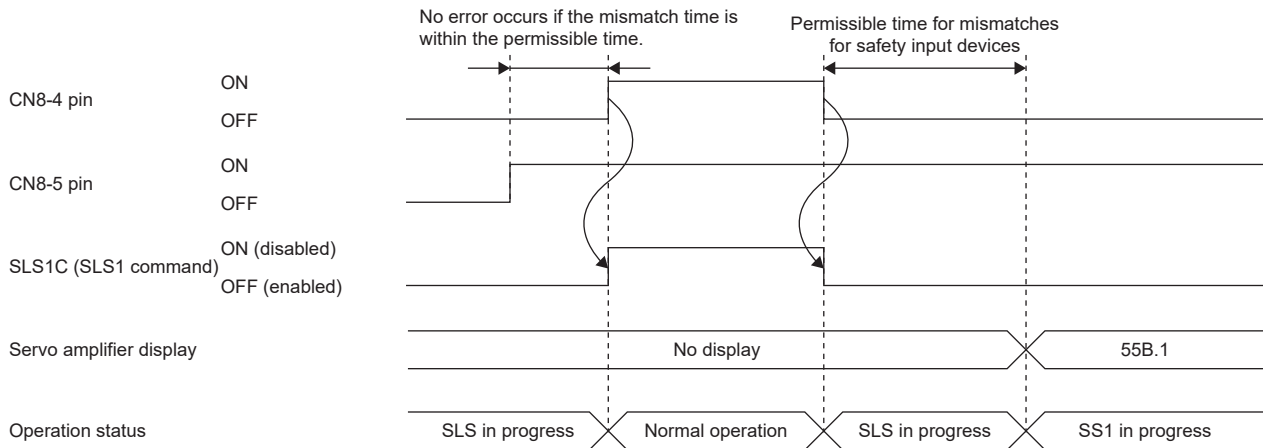 No error occurs if the mismatch time is
within the permissible time.
Permissible time for mismatches
for safety input devices
CN8-4 pin
ON
OFF
CN8-5 pin
ON
OFF
SLS1C (SLS1 command)
ON (disabled)
OFF (enabled)
Servo amplifier display
No display
55B.1
Operation status
SLS in progress
Normal operation
SLS in progress
SS1 in progress